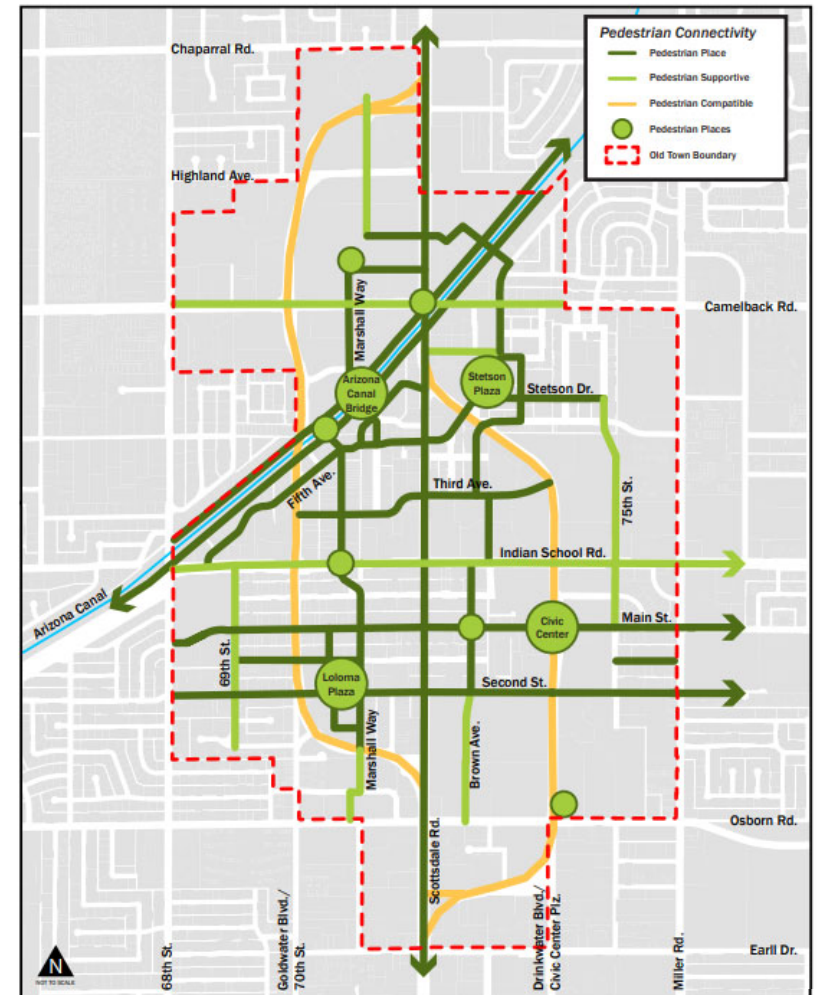 Pedestrian Connectivity
Pedestrian Place
Pedestrian Supportive
Pedestrian Compatible
Pedestrian Places
Old Town Boundary
Chaparral Rd.
Highland Ave.
Camelback Rd.
Marshall Way
Arizona
Canal
Bridge
Stetson
Plaza
Stetson Dr.
Fifth Ave.
Third Ave.
75th St.
Indian School Rd.
Arizona Canal
Main St.
Civic
Center
69th St.
Loloma
Plaza
Second St.
Marshall Way
Brown Ave.
Scottsdale Rd.
Osborn Rd.
68th St.
Goldwater Blvd./
70th St.
Drinkwater Blvd./
Civic Center Plz.
Miller Rd.
Earll Dr.
N
NOT TO SCALE